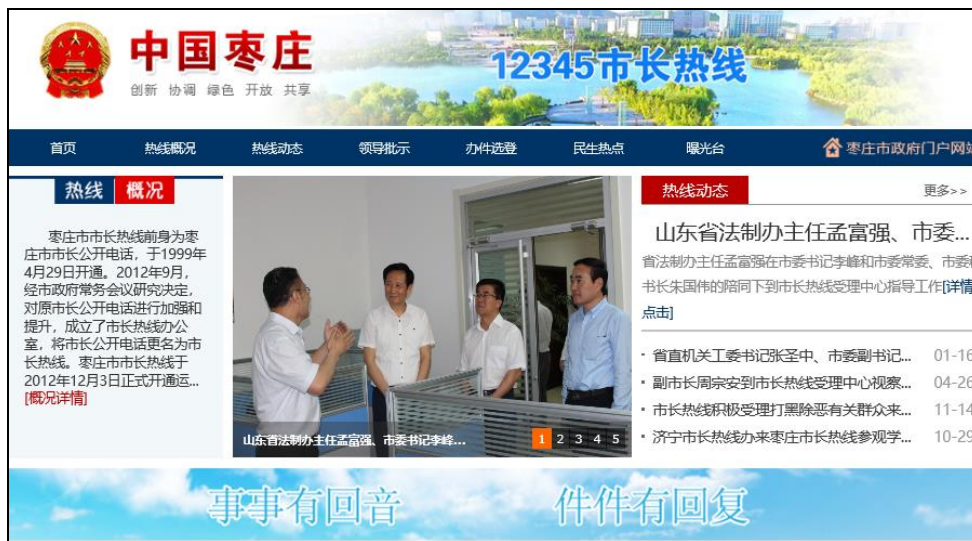 中国枣庄
创新 协调 绿色 开放 共享
12345市长热线
首页 热线概况 热线动态 领导批示 办件选登 民生热点 曝光台 枣庄市政府门户网站
热线 概况
枣庄市市长热线前身为枣
庄市市长公开电话，于1999年
4月29日开通。2012年9月，
经市政府常务会议研究决定，
对原市长公开电话进行加强和
提升，成立了市长热线办公
室，将市长公开电话更名为市
长热线。枣庄市市长热线于
2012年12月3日正式开通运...
[概况详情]
山东省法制办主任孟富强、市委书记李峰...
1 2 3 4 5
热线动态 更多>>
山东省法制办主任孟富强、市委...
省法制办主任孟富强在市委书记李峰和市委常委、市委
书长朱国伟的陪同下到市长热线受理中心指导工作[详情
点击]
· 省直机关工委书记张圣中、市委副书记... 01-16
· 副市长周宗安到市长热线受理中心视察... 04-26
· 市长热线积极受理打黑除恶有关群众来... 11-14
· 济宁市长热线办来枣庄市长热线参观学... 10-29
事事有回音 件件有回复